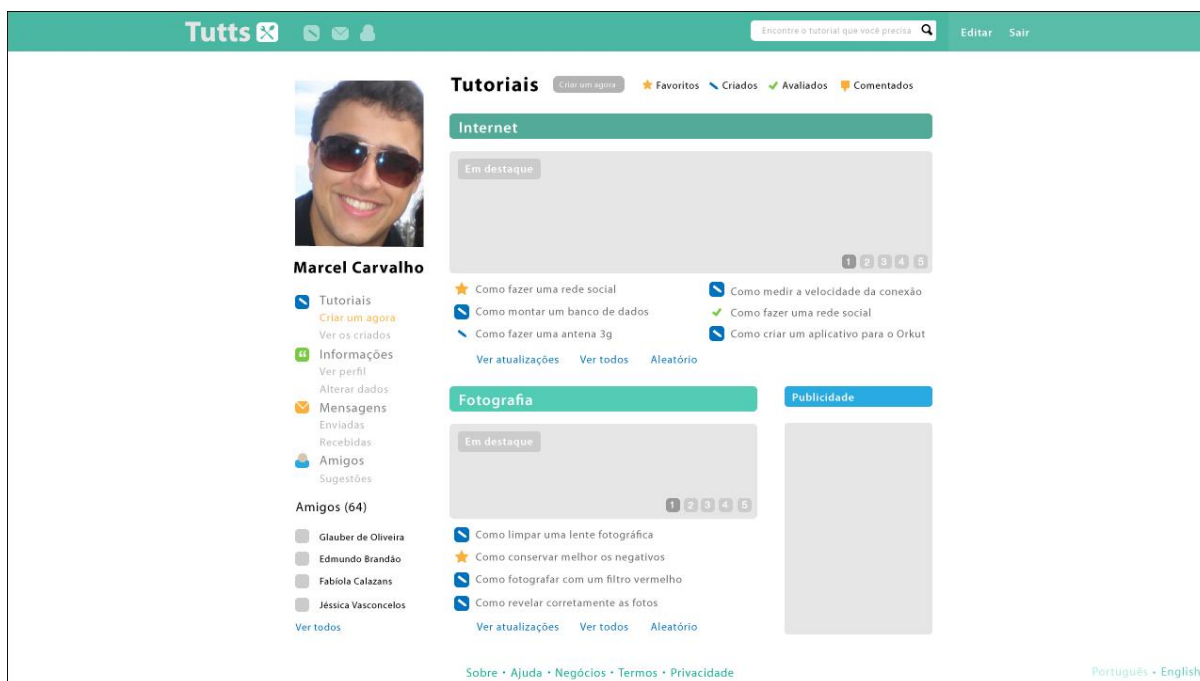 Tutts
Encontre o tutorial que você precisa
Editar Sair
Marcel Carvalho
Tutoriais
Criar um agora
Ver os criados
Informações
Ver perfil
Alterar dados
Mensagens
Enviadas
Recebidas
Amigos
Sugestões
Amigos (64)
Glauber de Oliveira
Edmundo Brandão
Fabíola Calazans
Jéssica Vasconcelos
Ver todos
Tutoriais Criar um agora Favoritos Criados Avaliados Comentados
Internet
Em destaque
1 2 3 4 5
Como fazer uma rede social
Como montar um banco de dados
Como fazer uma antena 3g
Como medir a velocidade da conexão
Como fazer uma rede social
Como criar um aplicativo para o Orkut
Ver atualizações Ver todos Aleatório
Fotografia
Em destaque
1 2 3 4 5
Como limpar uma lente fotográfica
Como conservar melhor os negativos
Como fotografar com um filtro vermelho
Como revelar corretamente as fotos
Ver atualizações Ver todos Aleatório
Publicidade
Sobre • Ajuda • Negócios • Termos • Privacidade
Português • English